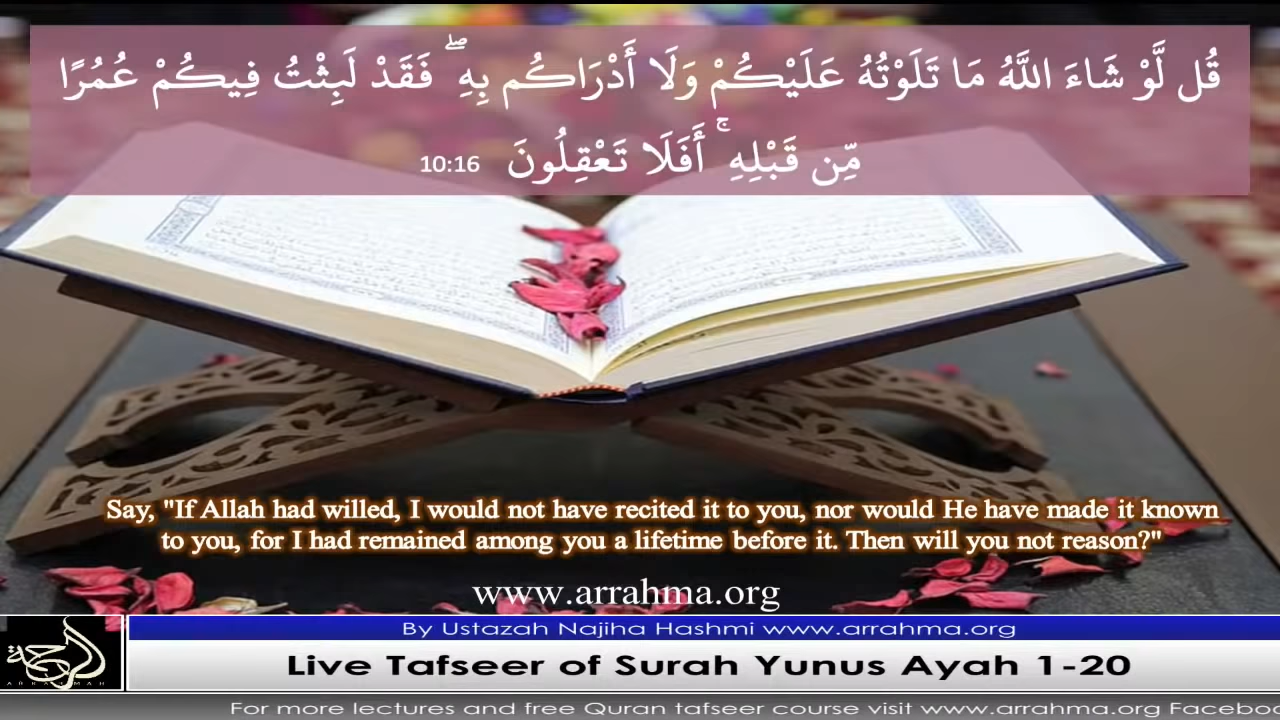 قُل لَّوْ شَاءَ اللَّهُ مَا تَلَوْتُهُ عَلَيْكُمْ وَلَا أَدْرَاكُم بِهِ ۖ فَقَدْ لَبِثْتُ فِيكُمْ عُمُرًا
مِّن قَبْلِهِ ۚ أَفَلَا تَعْقِلُونَ 10:16
Say, "If Allah had willed, I would not have recited it to you, nor would He have made it known
to you, for I had remained among you a lifetime before it. Then will you not reason?"
www.arrahma.org
By Ustazah Najiha Hashmi www.arrahma.org
الرحمة
ARRAHMAH
Live Tafseer of Surah Yunus Ayah 1-20
For more lectures and free Quran tafseer course visit www.arrahma.org Faceboo